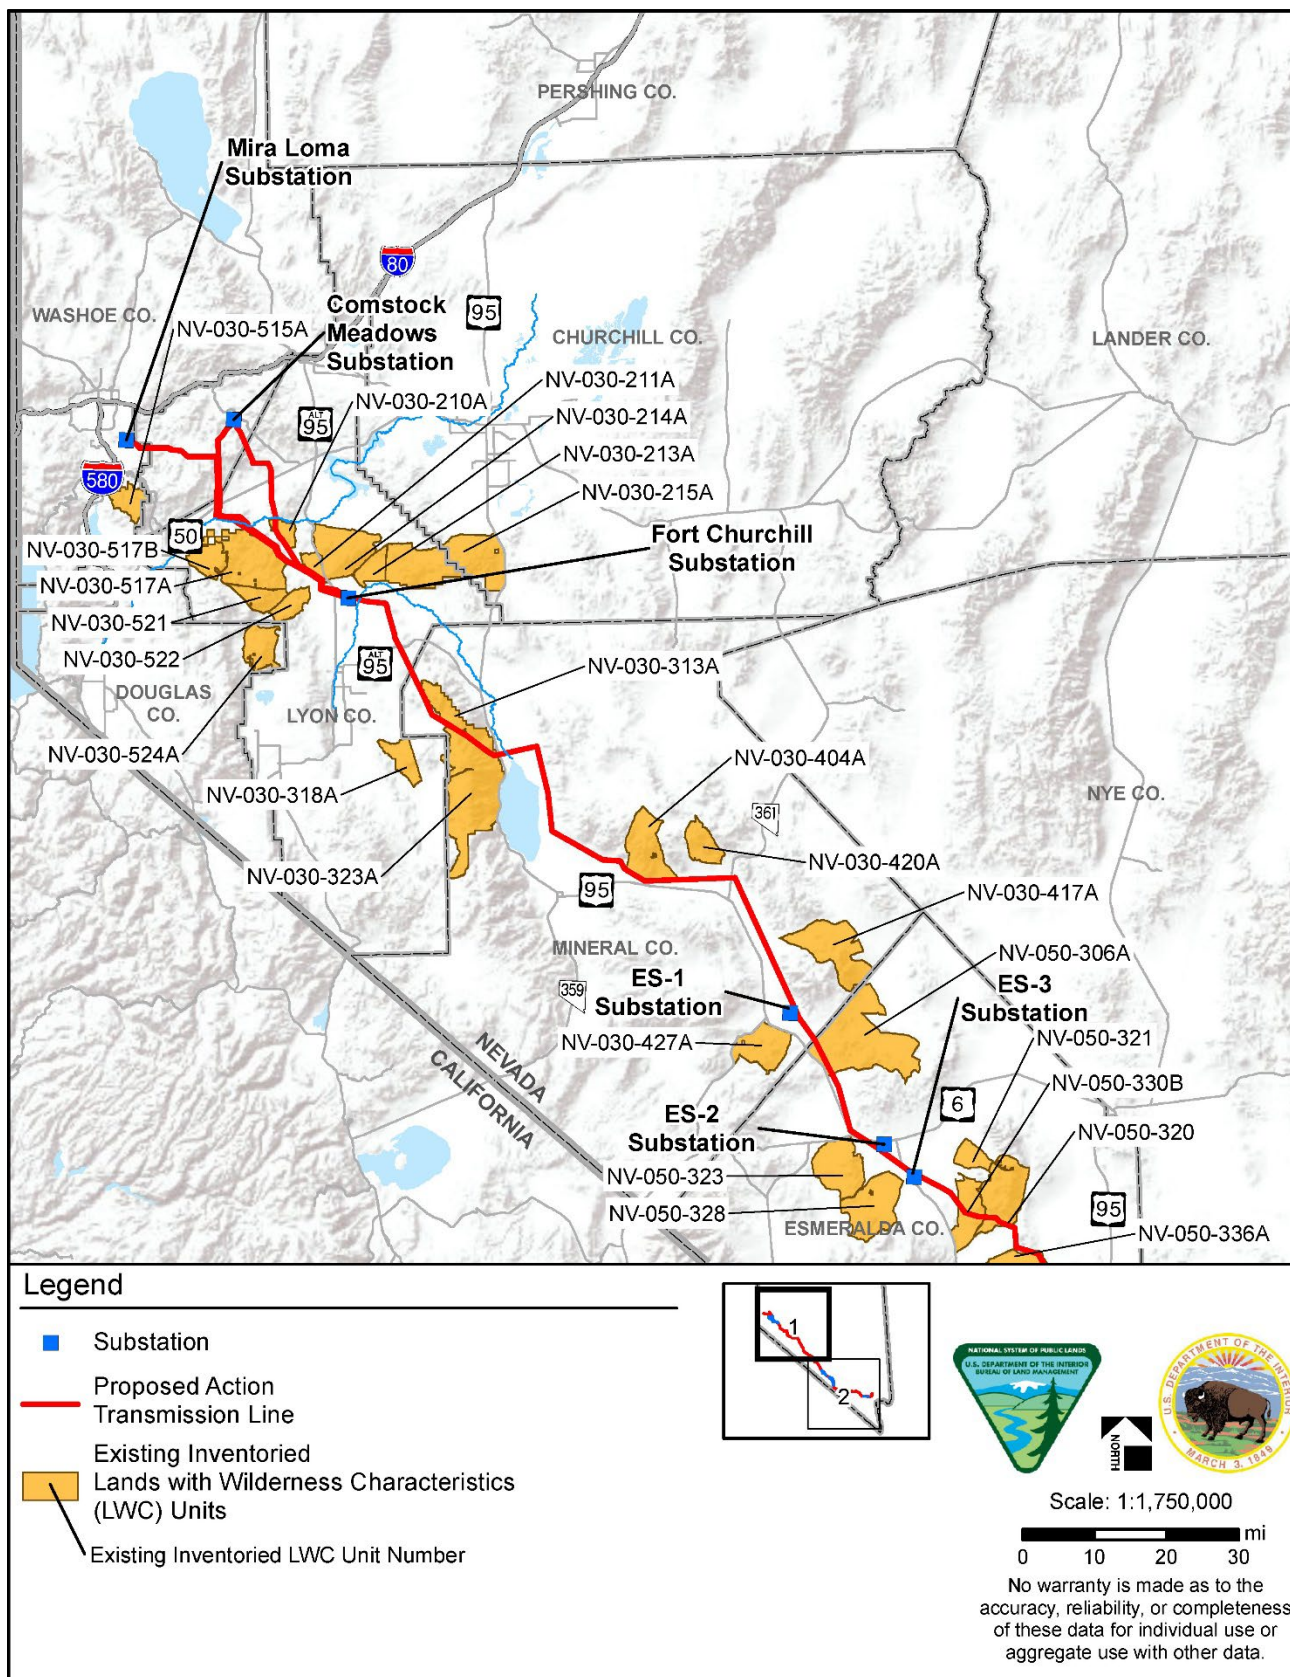 PERSHING CO.
Mira Loma
Substation
80
WASHOE CO.
Comstock
Meadows
Substation
95
CHURCHILL CO.
LANDER CO.
NV-030-515A
NV-030-211A
NV-030-210A
ALT
95
NV-030-214A
NV-030-213A
580
NV-030-215A
50
Fort Churchill
Substation
NV-030-517B
NV-030-517A
NV-030-521
NV-030-522
ALT
95
NV-030-313A
DOUGLAS
CO.
LYON CO.
NV-030-524A
NV-030-404A
NV-030-318A
NYE CO.
361
NV-030-420A
NV-030-323A
95
NV-030-417A
MINERAL CO.
NV-050-306A
ES-1
Substation
ES-3
Substation
359
NV-030-427A
NV-050-321
NEVADA
CALIFORNIA
NV-050-330B
6
ES-2
Substation
NV-050-320
NV-050-323
NV-050-328
95
ESMERALDA CO.
NV-050-336A
Legend
Substation
Proposed Action
Transmission Line
Existing Inventoried
Lands with Wilderness Characteristics
(LWC) Units
Existing Inventoried LWC Unit Number
1
2
NATIONAL SYSTEM OF PUBLIC LANDS
U.S. DEPARTMENT OF THE INTERIOR
BUREAU OF LAND MANAGEMENT
NORTH
U.S. DEPARTMENT OF THE INTERIOR
MARCH 3, 1849
Scale: 1:1,750,000
mi
0 10 20 30
No warranty is made as to the
accuracy, reliability, or completeness
of these data for individual use or
aggregate use with other data.